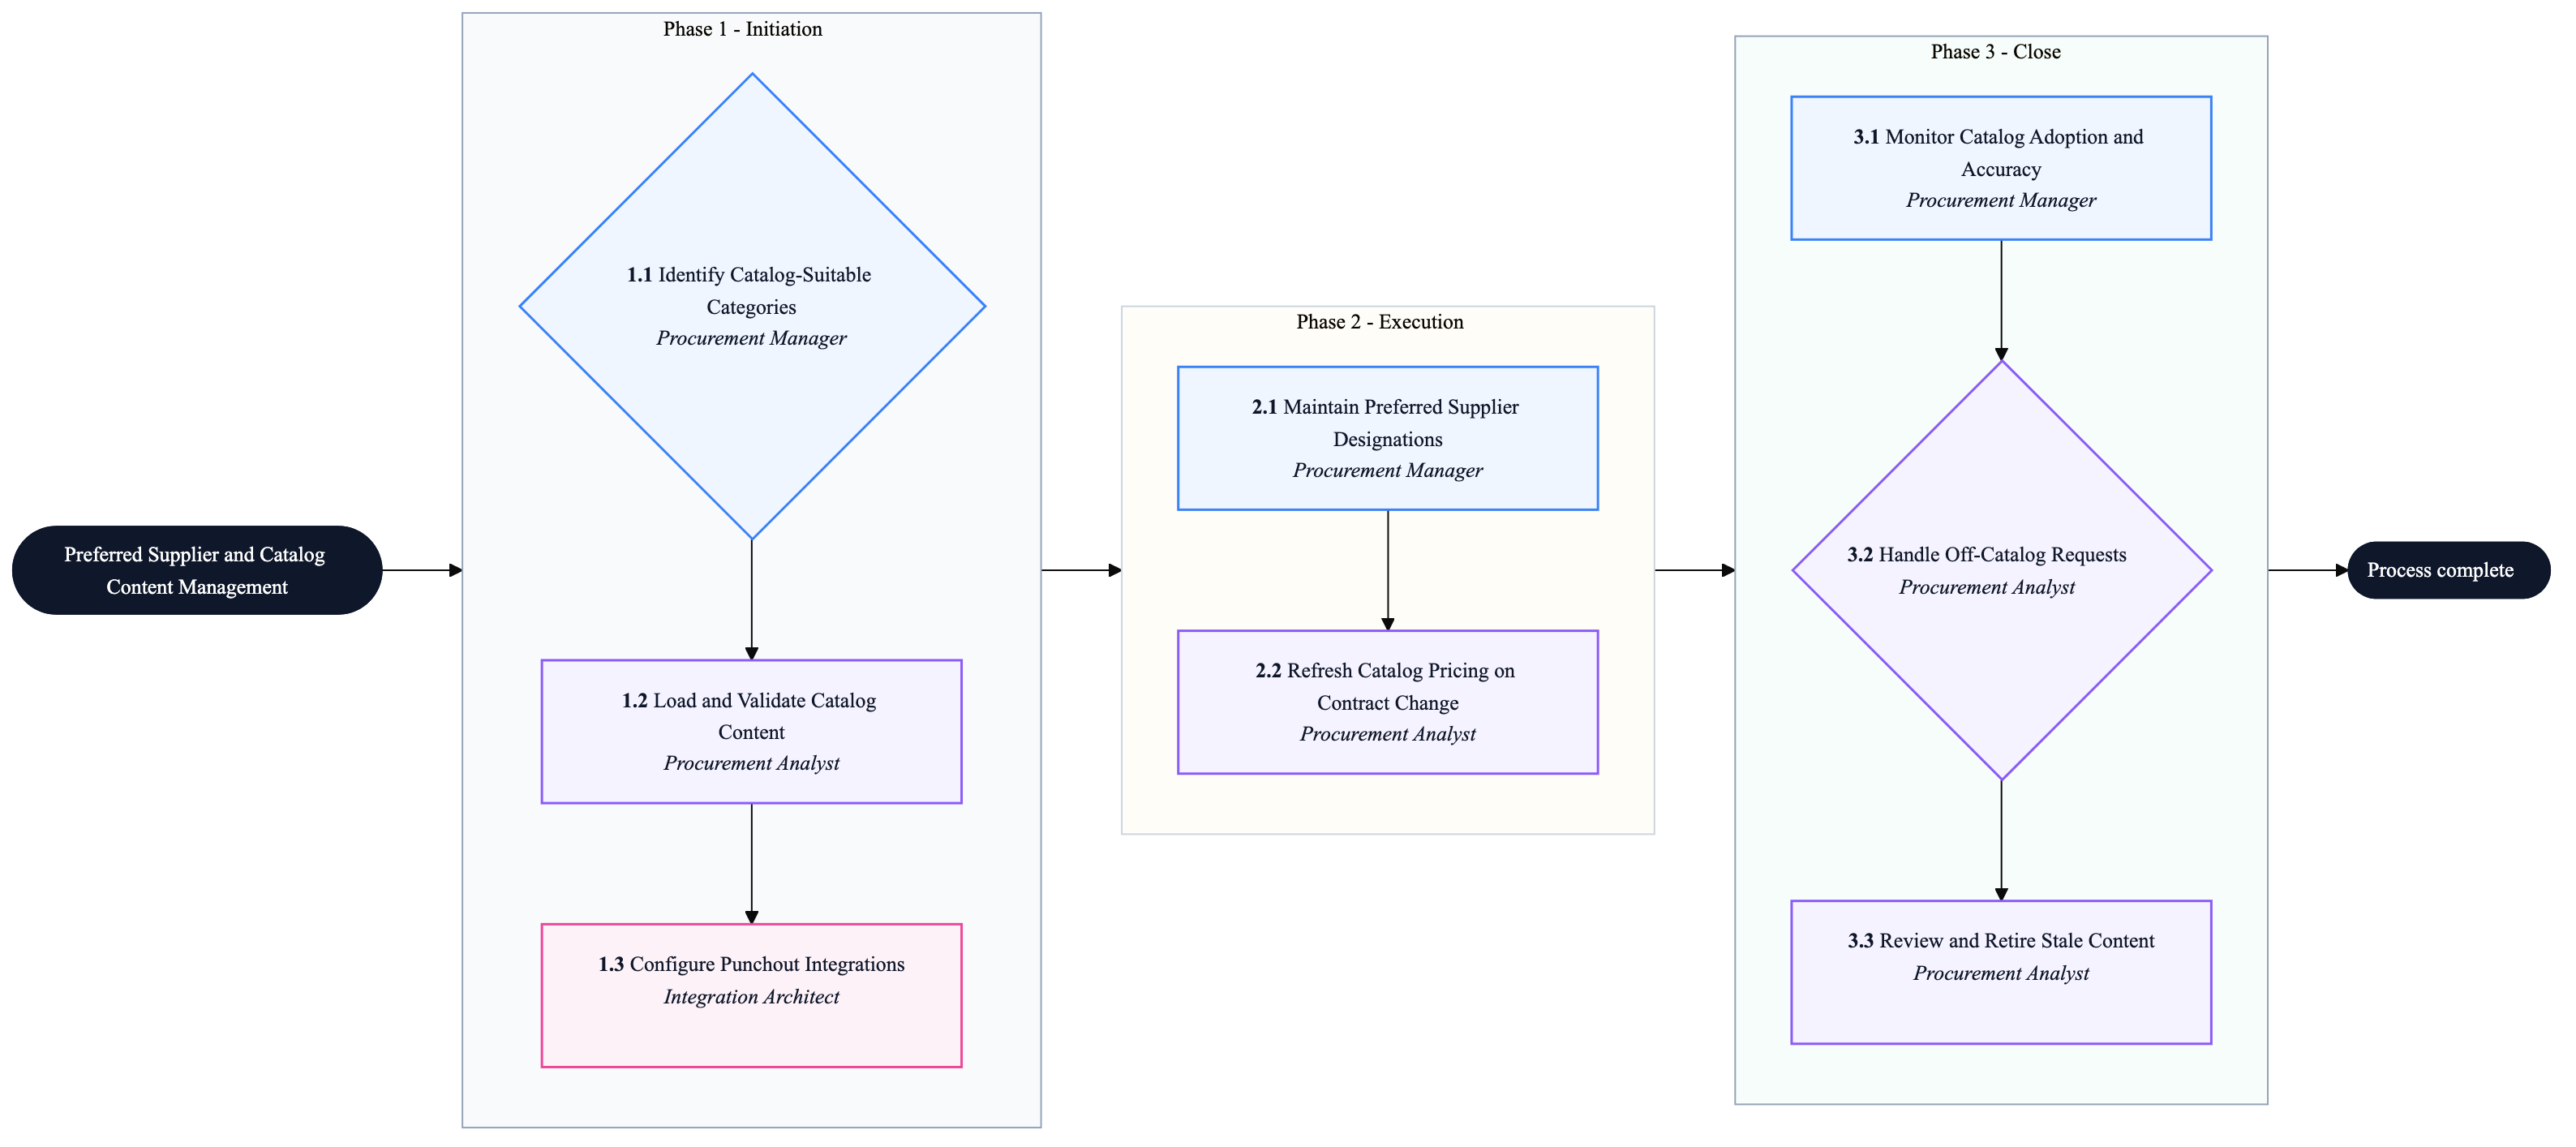 Preferred Supplier and Catalog
Content Management
Phase 1 - Initiation
1.1 Identify Catalog-Suitable
Categories
Procurement Manager
1.2 Load and Validate Catalog
Content
Procurement Analyst
1.3 Configure Punchout Integrations
Integration Architect
Phase 2 - Execution
2.1 Maintain Preferred Supplier
Designations
Procurement Manager
2.2 Refresh Catalog Pricing on
Contract Change
Procurement Analyst
Phase 3 - Close
3.1 Monitor Catalog Adoption and
Accuracy
Procurement Manager
3.2 Handle Off-Catalog Requests
Procurement Analyst
3.3 Review and Retire Stale Content
Procurement Analyst
Process complete